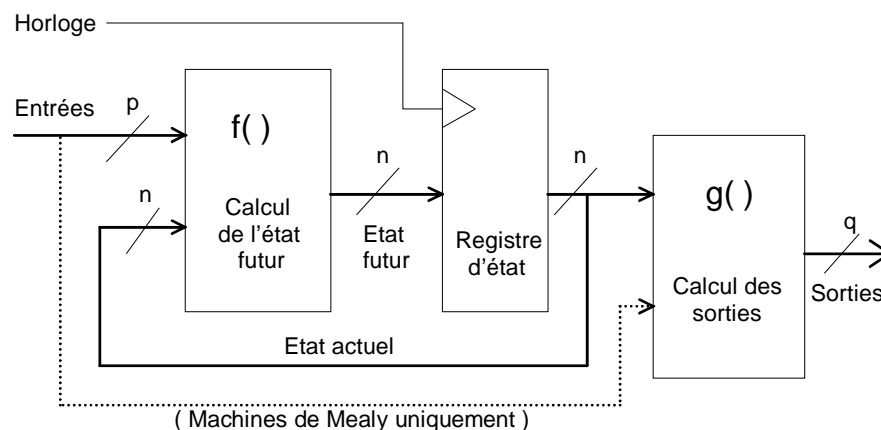 Horloge
Entrées
p
f( )
n
Calcul
de l'état
futur
n
Etat
futur
Registre
d'état
n
g( )
Calcul des
sorties
q
Sorties
Etat actuel
( Machines de Mealy uniquement )